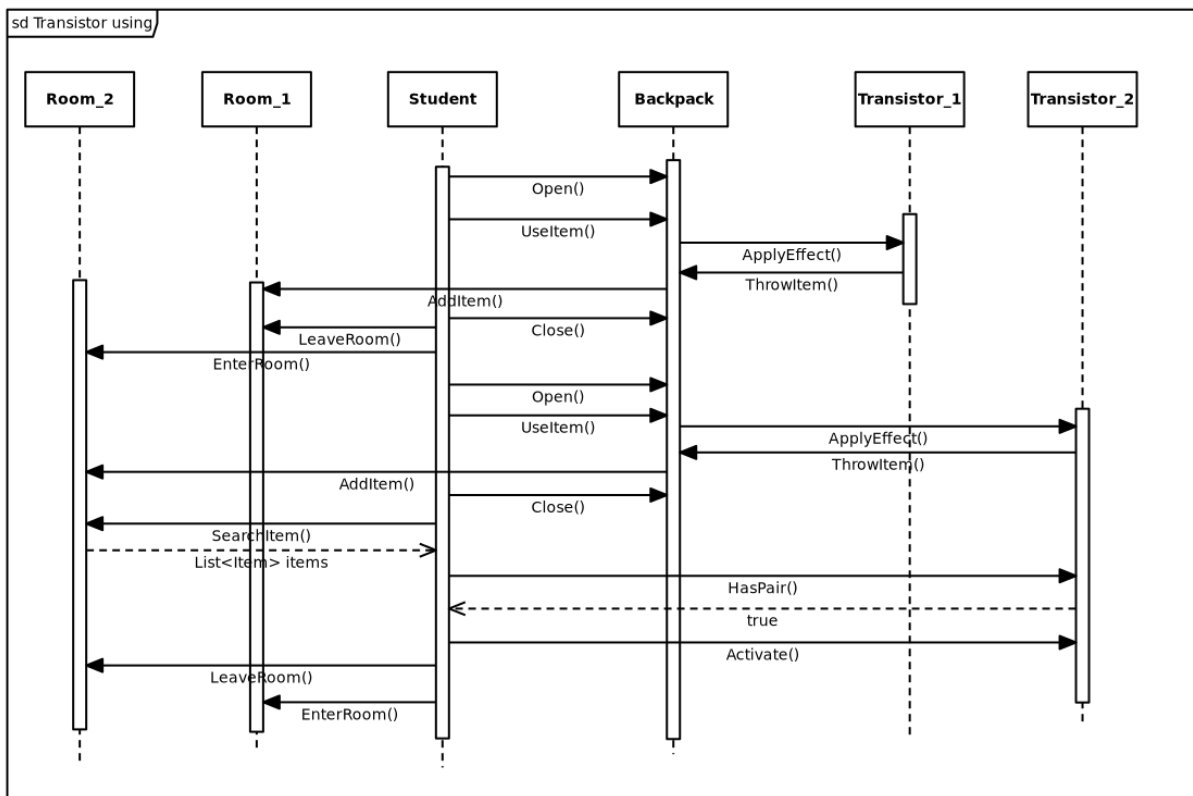 sd Transistor using
Room_2
Room_1
Student
Backpack
Transistor_1
Transistor_2
Open()
UseItem()
ApplyEffect()
ThrowItem()
AddItem()
Close()
LeaveRoom()
EnterRoom()
Open()
UseItem()
ApplyEffect()
ThrowItem()
AddItem()
Close()
SearchItem()
List<Item> items
HasPair()
true
Activate()
LeaveRoom()
EnterRoom()